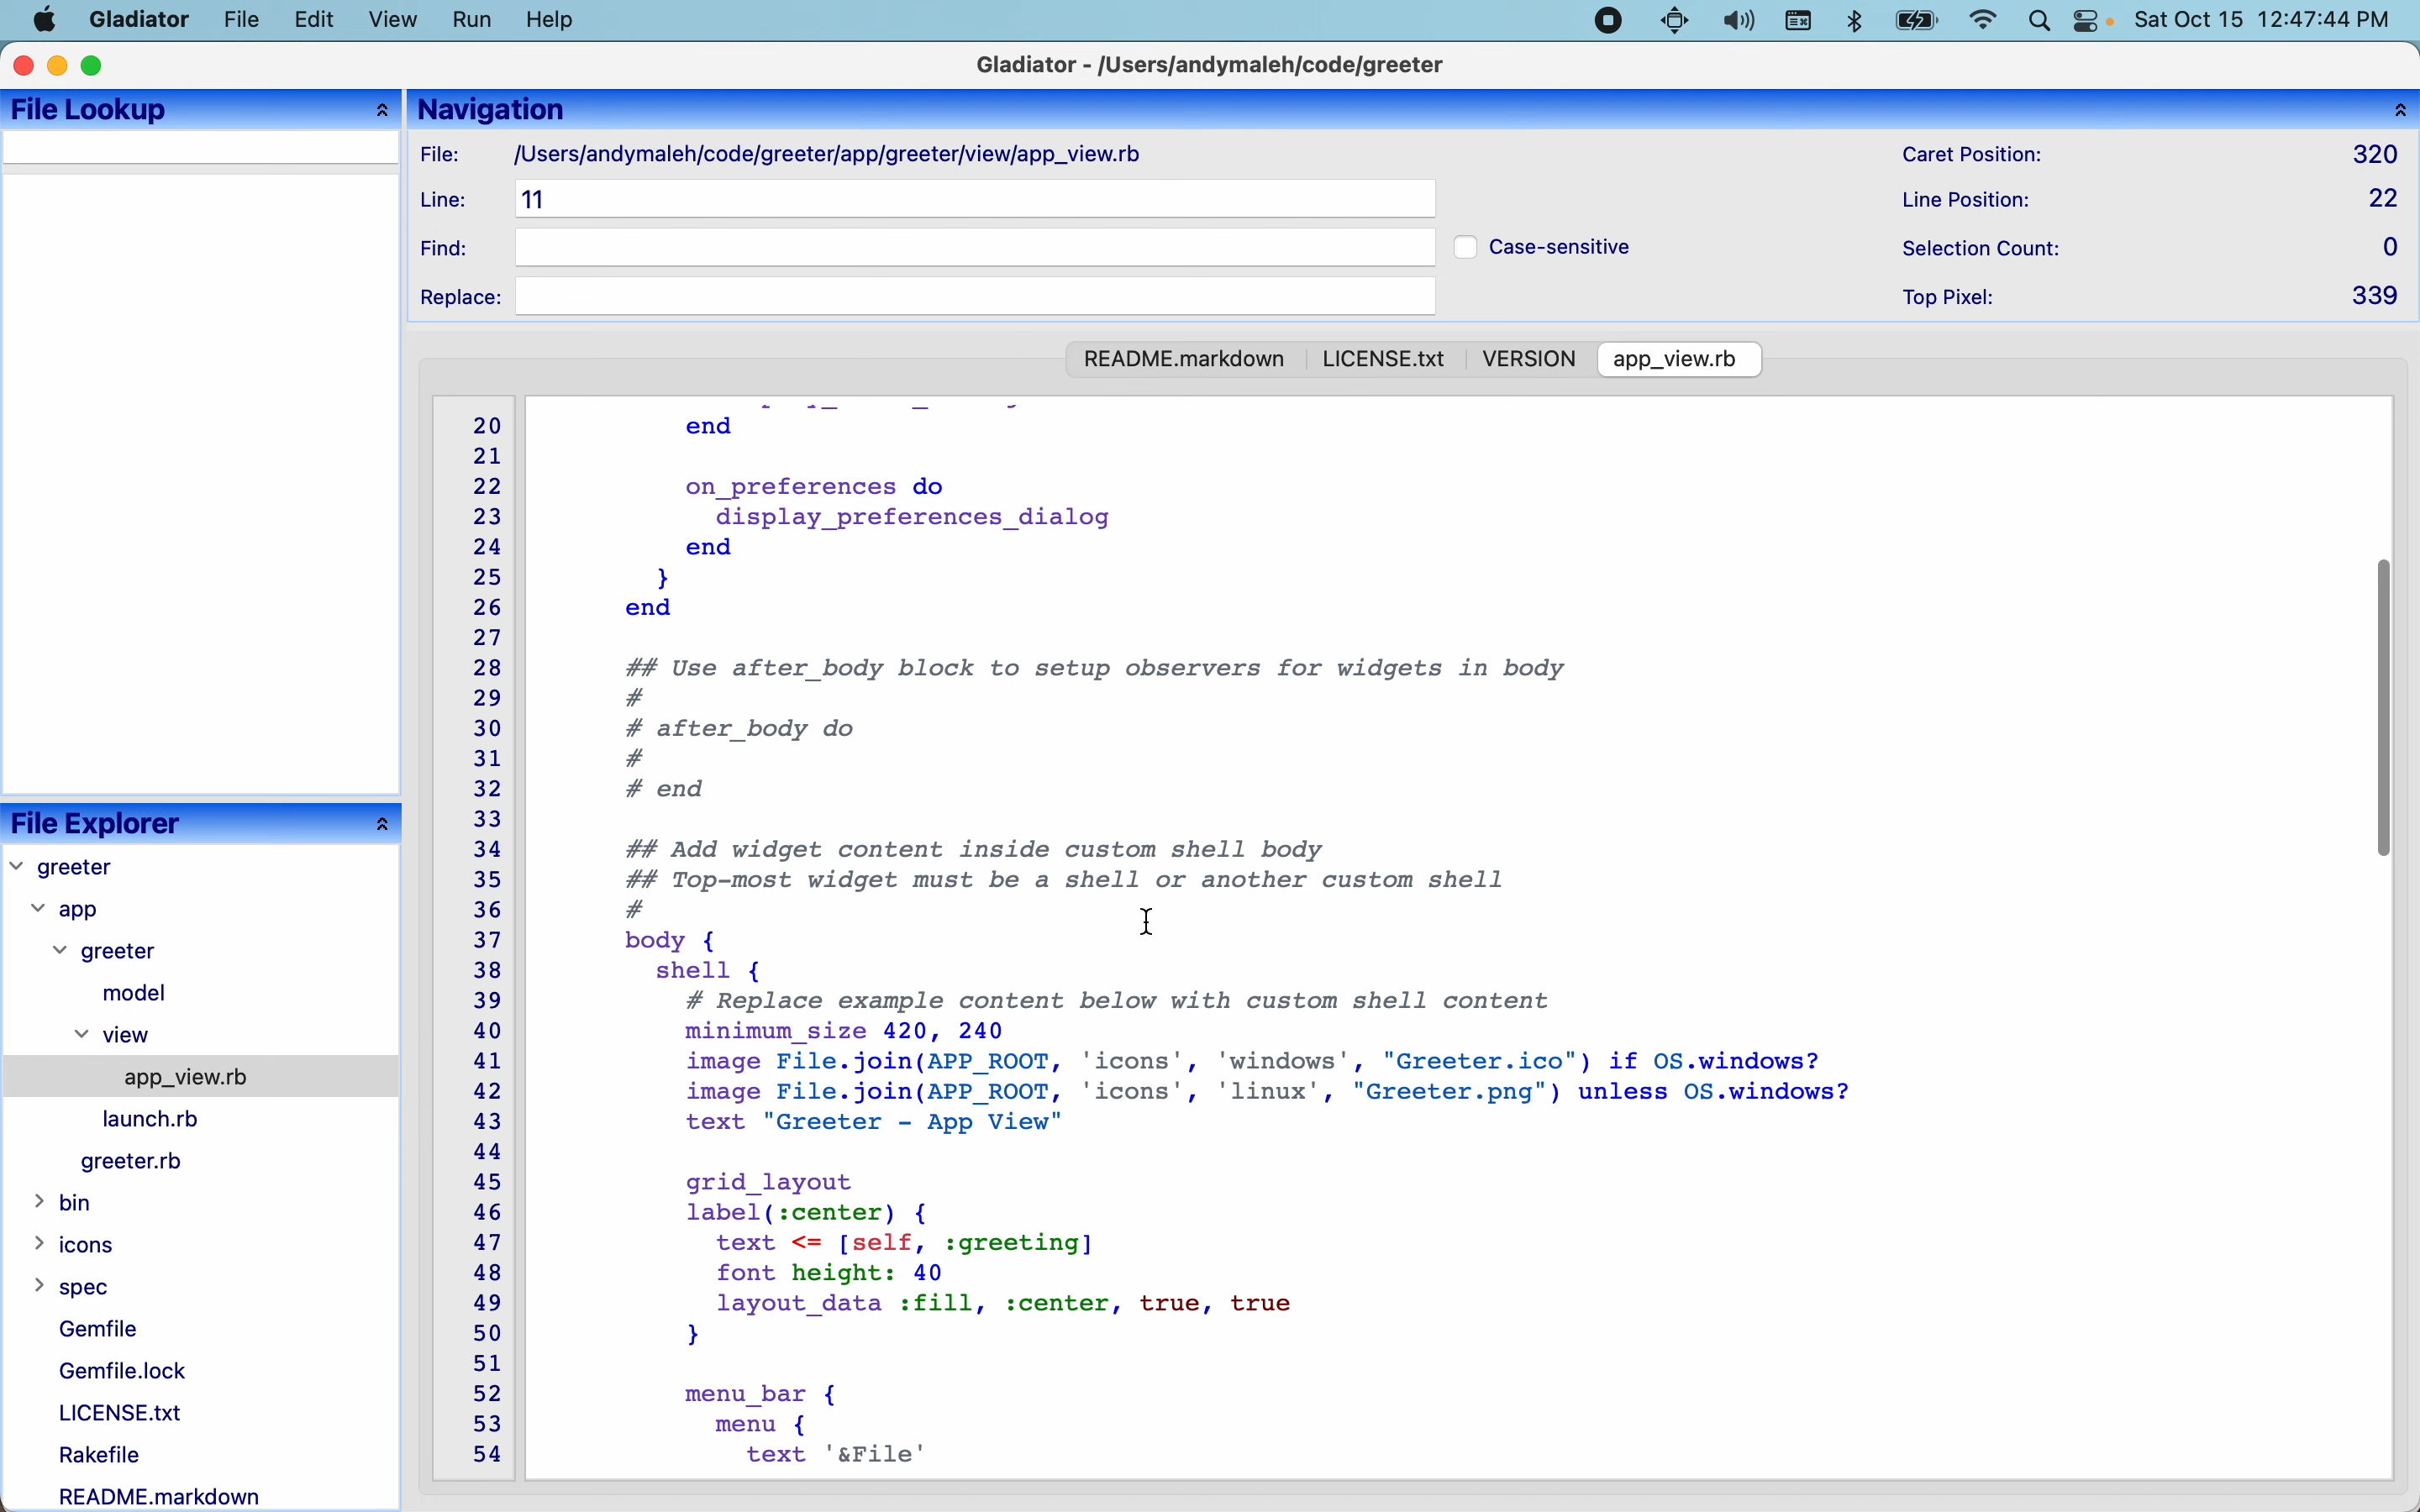 Gladiator File Edit View Run Help Sat Oct 15 12:47:44 PM
Gladiator - /Users/andymaleh/code/greeter
File Lookup
Navigation
File: /Users/andymaleh/code/greeter/app/greeter/view/app_view.rb Caret Position: 320
Line: 11 Line Position: 22
Find: Case-sensitive Selection Count: 0
Replace: Top Pixel: 339
README.markdown LICENSE.txt VERSION app_view.rb
20 end
21
22 on_preferences do
23 display_preferences_dialog
24 end
25 }
26 end
27
28 ## Use after_body block to setup observers for widgets in body
29 #
30 # after_body do
31 #
32 # end
33
34 ## Add widget content inside custom shell body
35 ## Top-most widget must be a shell or another custom shell
36 #
37 body {
38 shell {
39 # Replace example content below with custom shell content
40 minimum_size 420, 240
41 image File.join(APP_ROOT, 'icons', 'windows', "Greeter.ico") if OS.windows?
42 image File.join(APP_ROOT, 'icons', 'linux', "Greeter.png") unless OS.windows?
43 text "Greeter - App View"
44
45 grid_layout
46 label(:center) {
47 text <= [self, :greeting]
48 font height: 40
49 layout_data :fill, :center, true, true
50 }
51
52 menu_bar {
53 menu {
54 text '&File'
File Explorer
greeter
app
greeter
model
view
app_view.rb
launch.rb
greeter.rb
bin
icons
spec
Gemfile
Gemfile.lock
LICENSE.txt
Rakefile
README.markdown